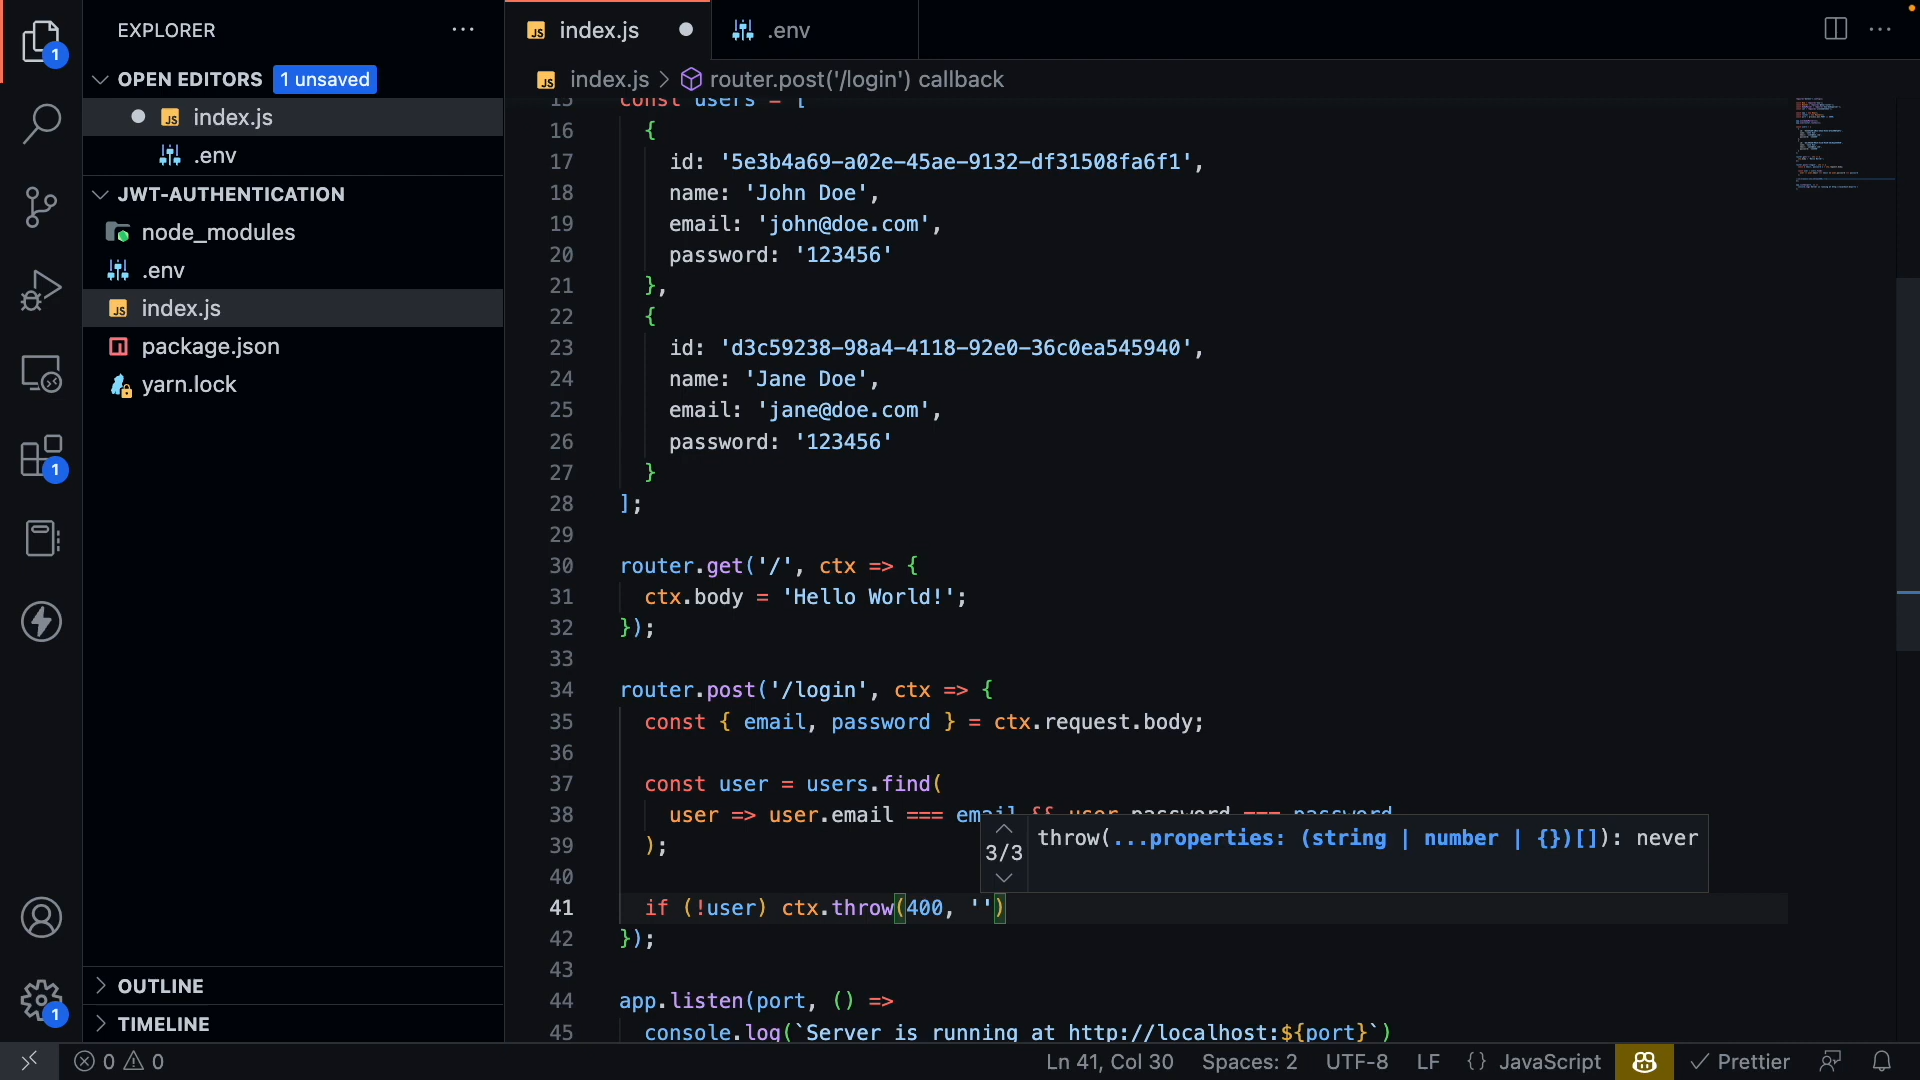 EXPLORER
OPEN EDITORS 1 unsaved
index.js
.env
JWT-AUTHENTICATION
node_modules
.env
index.js
package.json
yarn.lock
OUTLINE
TIMELINE
1
1
1
index.js
.env
index.js > router.post('/login') callback
15 const users = [
16 {
17 id: '5e3b4a69-a02e-45ae-9132-df31508fa6f1',
18 name: 'John Doe',
19 email: 'john@doe.com',
20 password: '123456'
21 },
22 {
23 id: 'd3c59238-98a4-4118-92e0-36c0ea545940',
24 name: 'Jane Doe',
25 email: 'jane@doe.com',
26 password: '123456'
27 }
28 ];
29
30 router.get('/', ctx => {
31 ctx.body = 'Hello World!';
32 });
33
34 router.post('/login', ctx => {
35 const { email, password } = ctx.request.body;
36
37 const user = users.find(
38 user => user.email === email && user.password === password
39 );
3/3 throw(...properties: (string | number | {})[]): never
40
41 if (!user) ctx.throw(400, '')
42 });
43
44 app.listen(port, () =>
45 console.log(`Server is running at http://localhost:${port}`)
0 0 Ln 41, Col 30 Spaces: 2 UTF-8 LF {} JavaScript Prettier